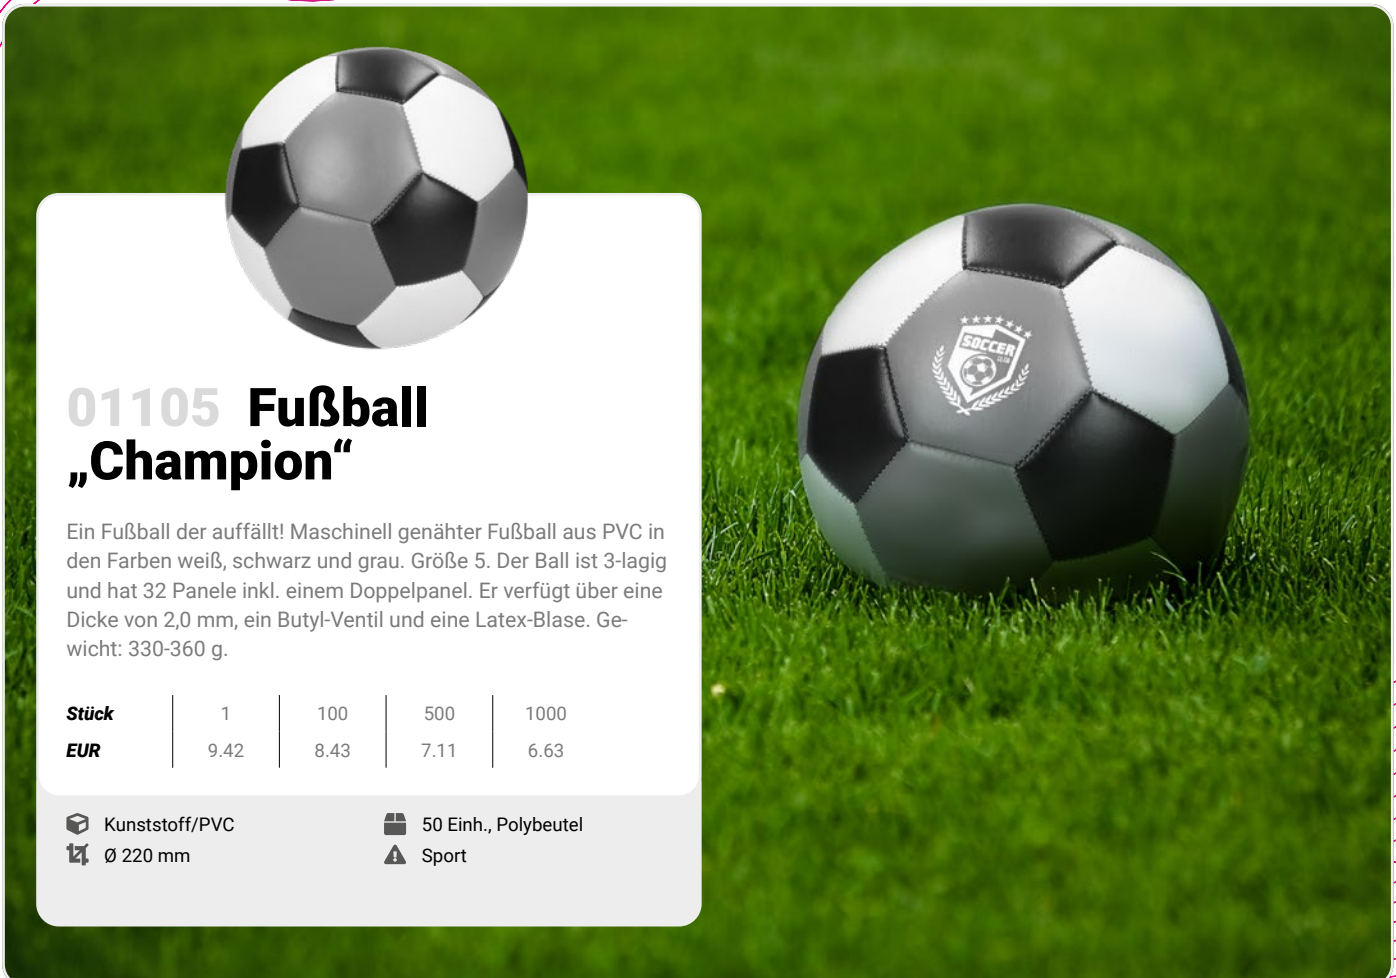 01105 Fußball
„Champion“
Ein Fußball der auffällt! Maschinell genähter Fußball aus PVC in
den Farben weiß, schwarz und grau. Größe 5. Der Ball ist 3-lagig
und hat 32 Panele inkl. einem Doppelpanel. Er verfügt über eine
Dicke von 2,0 mm, ein Butyl-Ventil und eine Latex-Blase. Ge-
wicht: 330-360 g.
Stück 1 100 500 1000
EUR 9.42 8.43 7.11 6.63
Kunststoff/PVC 50 Einh., Polybeutel
Ø 220 mm Sport
SOCCER
CLUB